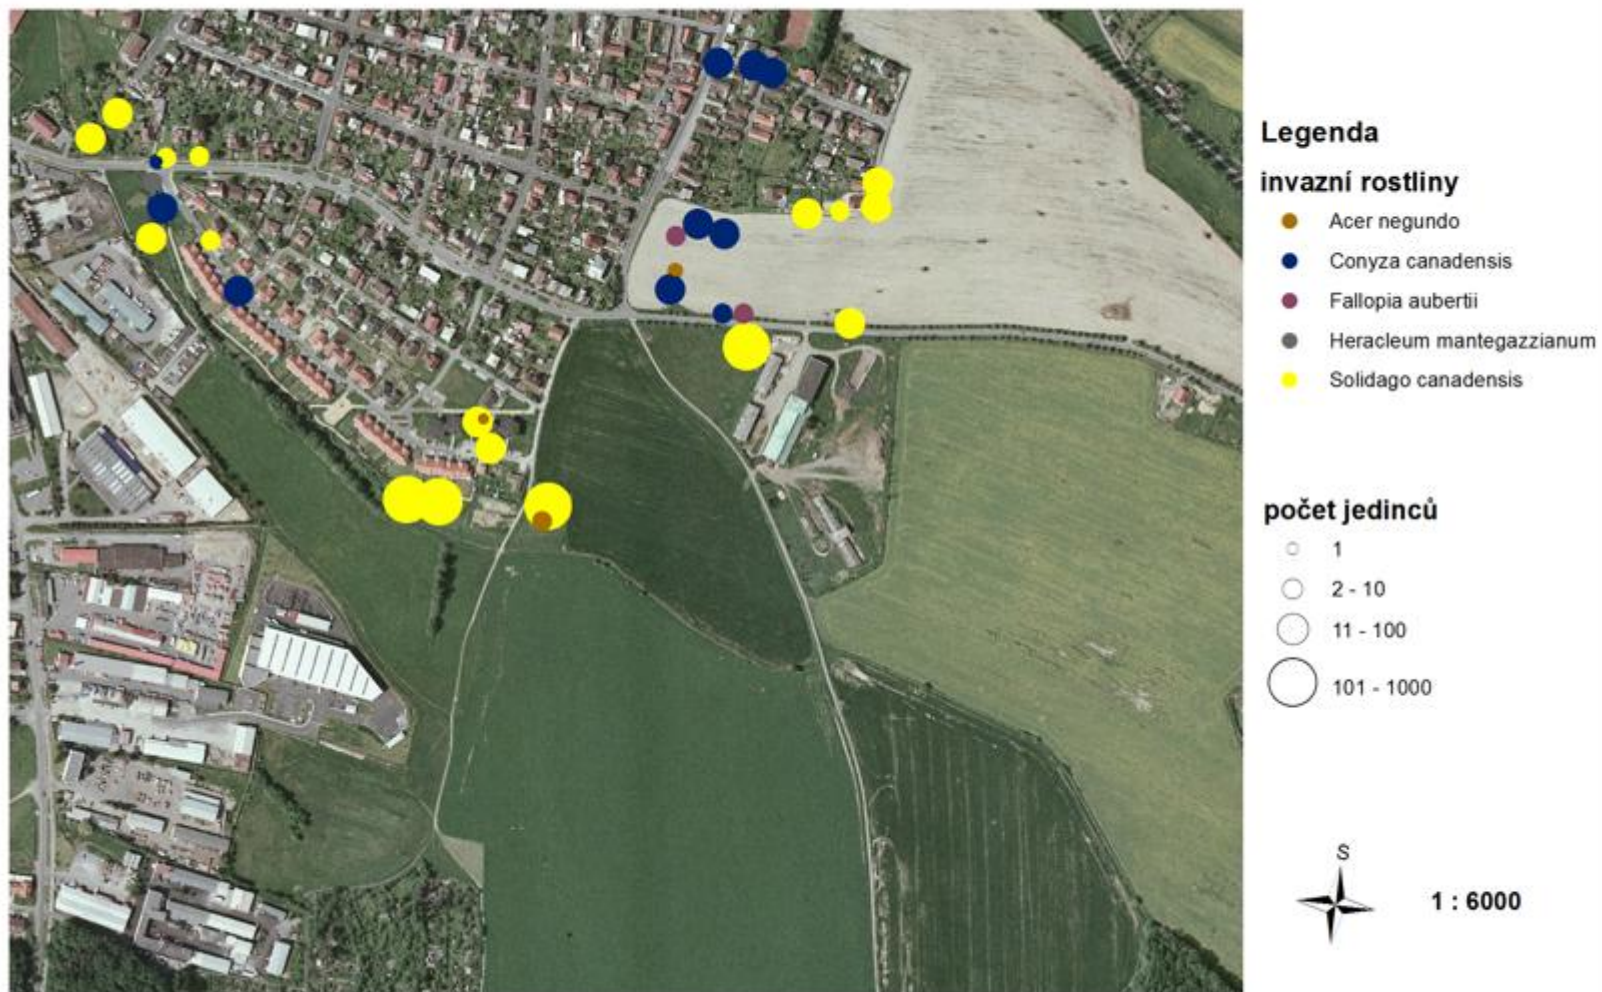 Legenda
invazní rostliny
Acer negundo
Conyza canadensis
Fallopia aubertii
Heracleum mantegazzianum
Solidago canadensis
počet jedinců
1
2 - 10
11 - 100
101 - 1000
S
1 : 6000